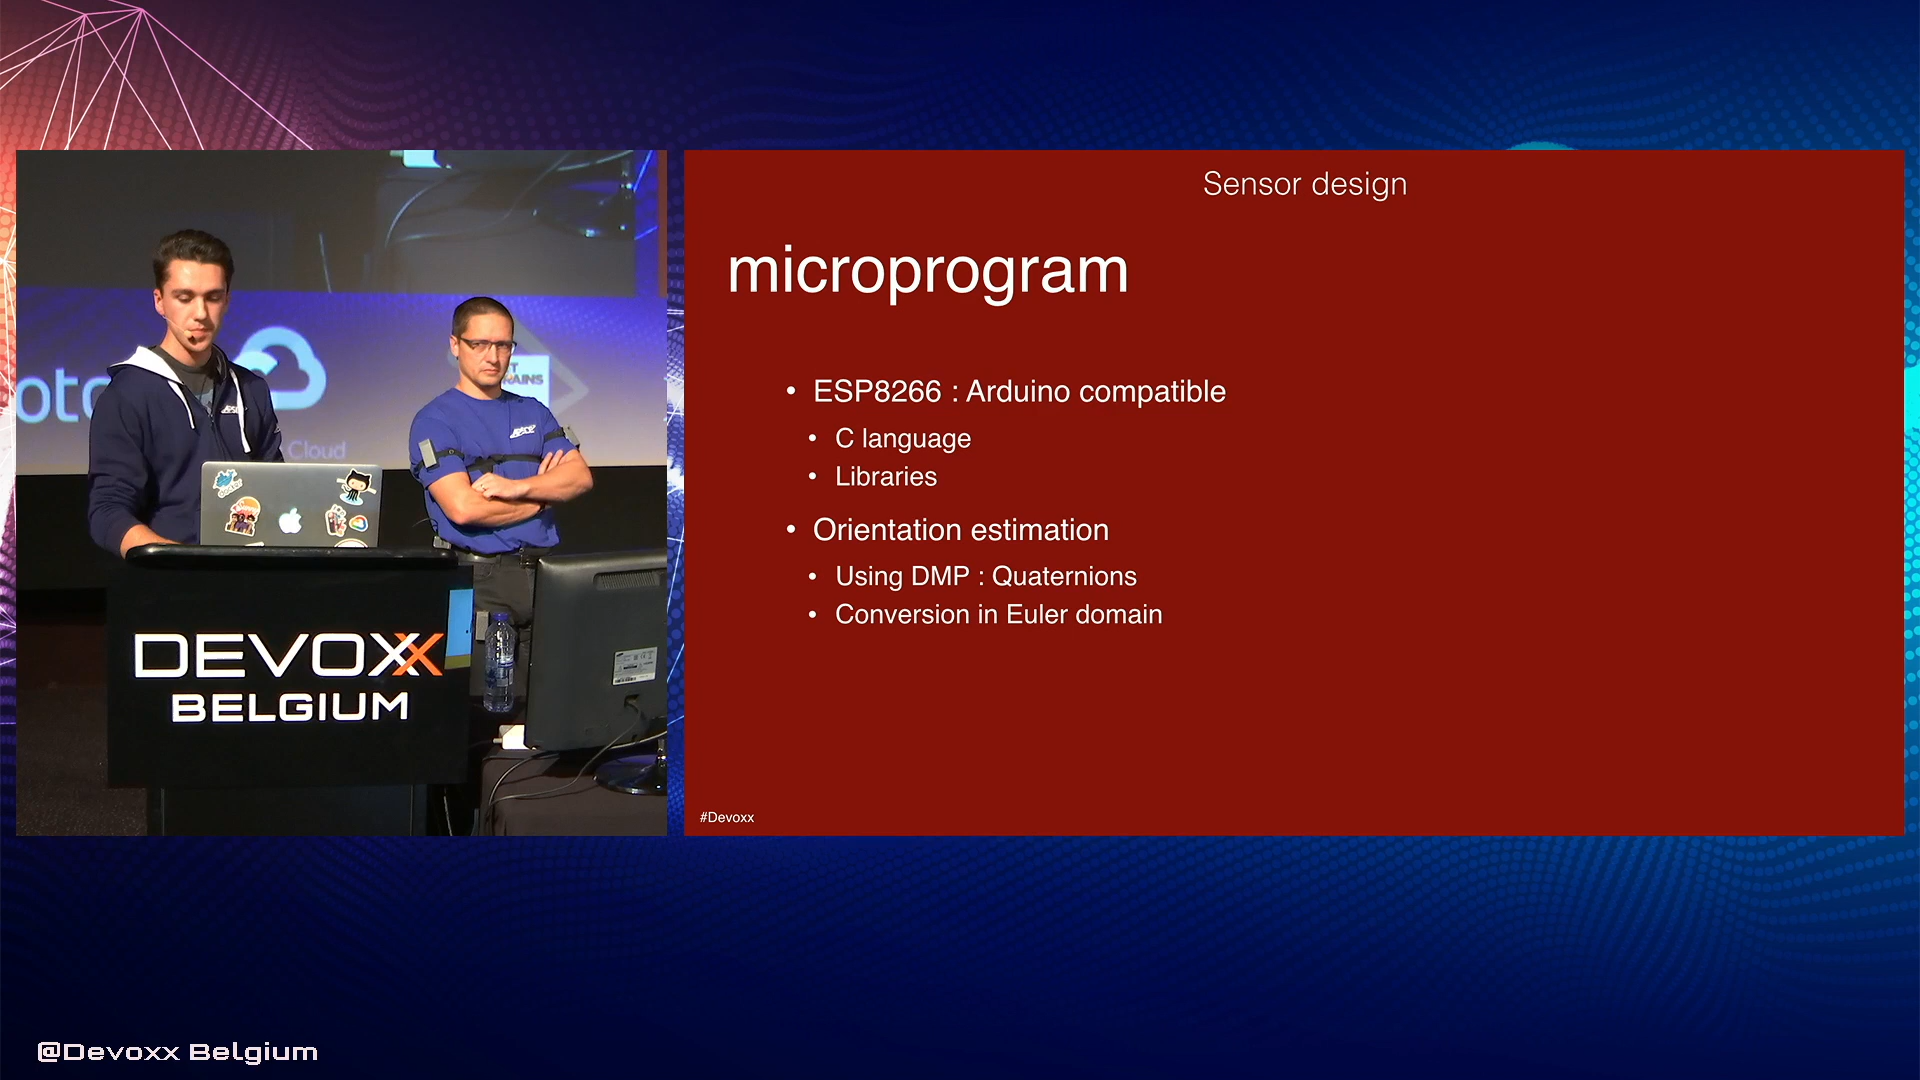 Sensor design
microprogram
• ESP8266 : Arduino compatible
• C language
• Libraries
• Orientation estimation
• Using DMP : Quaternions
• Conversion in Euler domain
#Devoxx
Cloud
DEVOXX
BELGIUM
@Devoxx Belgium